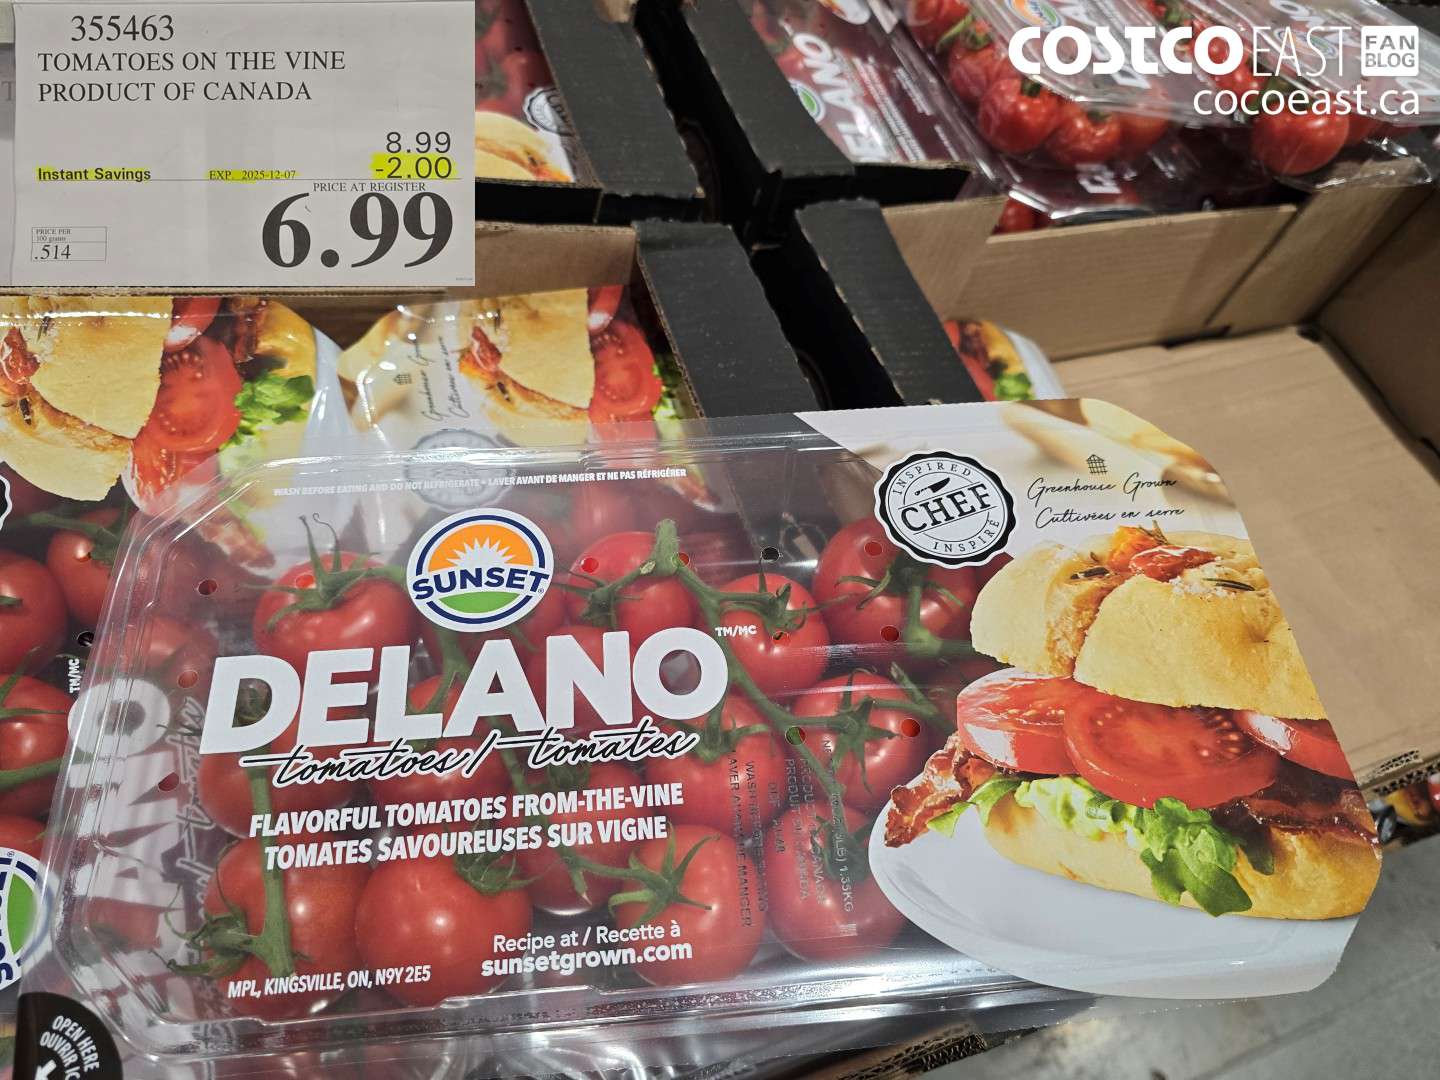 355463
TOMATOES ON THE VINE
PRODUCT OF CANADA
8.99
Instant Savings EXP. 2025-12-07 -2.00
PRICE AT REGISTER
6.99
PRICE PER
100 grams
.514
COSTCO EAST FAN BLOG
cocoeast.ca
WASH BEFORE EATING AND DO NOT REFRIGERATE • LAVER AVANT DE MANGER ET NE PAS RÉFRIGÉRER
SUNSET®
INSPIRED
CHEF
INSPIRÉ
Greenhouse Grown
Cultivées en serre
DELANO TM/MC
tomatoes / tomates
FLAVORFUL TOMATOES FROM-THE-VINE
TOMATES SAVOUREUSES SUR VIGNE
Recipe at / Recette à
sunsetgrown.com
MPL, KINGSVILLE, ON, N9Y 2E5
OPEN HERE
TM/MC